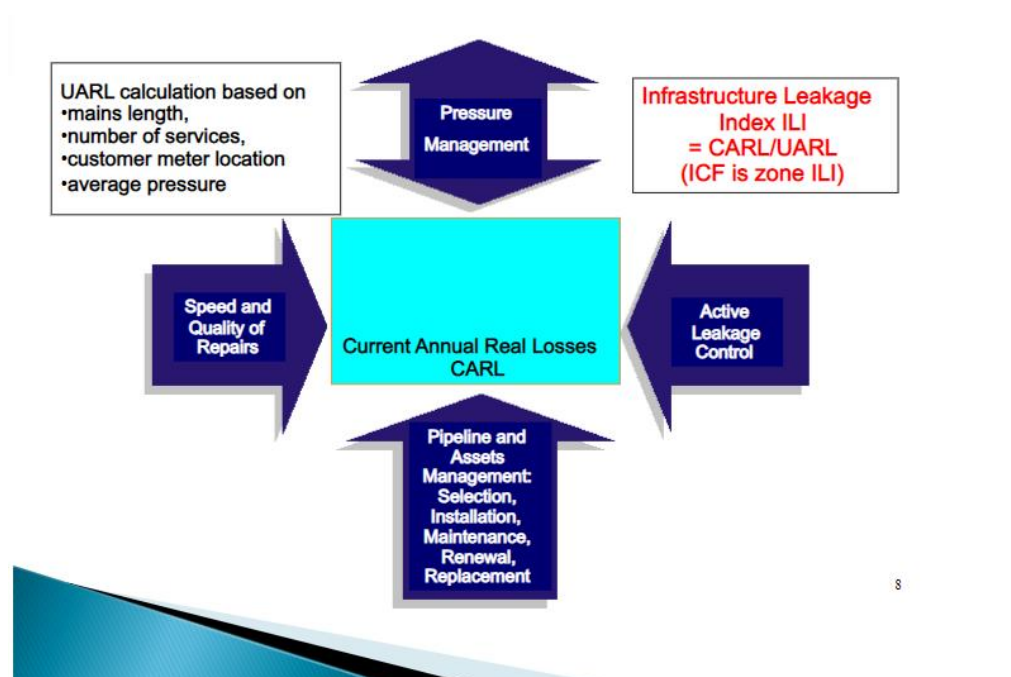 UARL calculation based on
•mains length,
•number of services,
•customer meter location
•average pressure
Pressure
Management
Infrastructure Leakage
Index ILI
= CARL/UARL
(ICF is zone ILI)
Speed and
Quality of
Repairs
Current Annual Real Losses
CARL
Active
Leakage
Control
Pipeline and
Assets
Management:
Selection,
Installation,
Maintenance,
Renewal,
Replacement
8